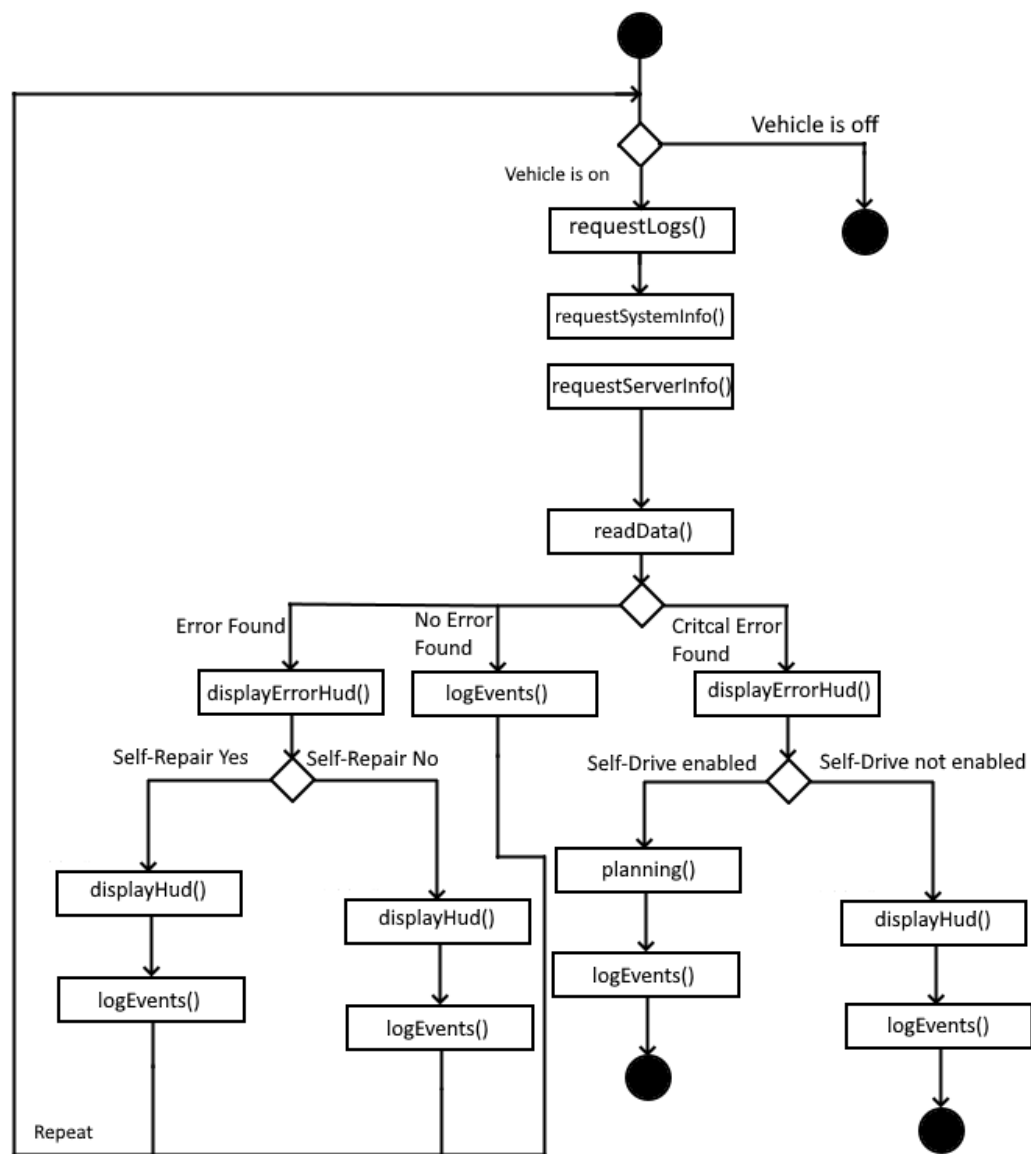 Vehicle is off
Vehicle is on
requestLogs()
requestSystemInfo()
requestServerInfo()
readData()
Error Found
No Error
Found
Critcal Error
Found
displayErrorHud()
logEvents()
displayErrorHud()
Self-Repair Yes
Self-Repair No
Self-Drive enabled
Self-Drive not enabled
displayHud()
displayHud()
planning()
displayHud()
logEvents()
logEvents()
logEvents()
logEvents()
Repeat